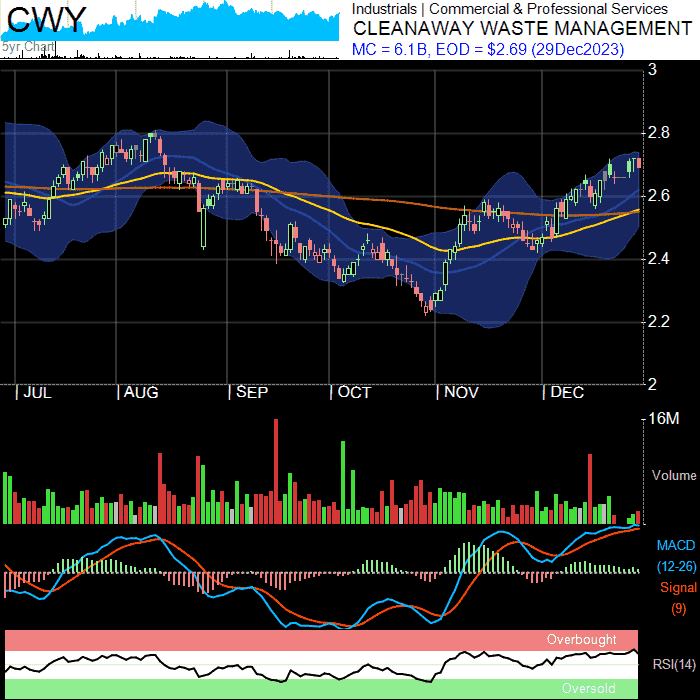 CWY
5yr Chart
Industrials | Commercial & Professional Services
CLEANAWAY WASTE MANAGEMENT
MC = 6.1B, EOD = $2.69 (29Dec2023)
3
2.8
2.6
2.4
2.2
2
| JUL | AUG | SEP | OCT | NOV | DEC
16M
Volume
MACD
(12-26)
Signal
(9)
Overbought
RSI(14)
Oversold